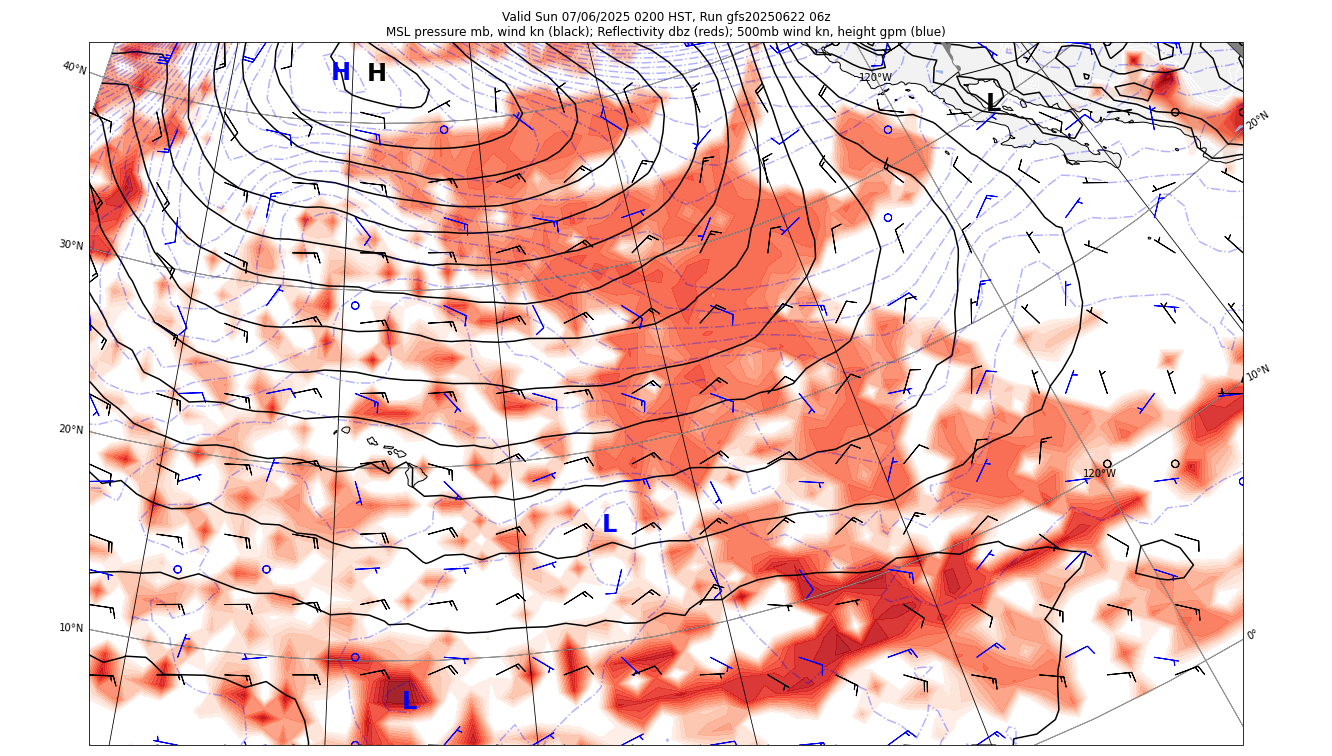 Valid Sun 07/06/2025 0200 HST, Run gfs20250622 06z
MSL pressure mb, wind kn (black); Reflectivity dbz (reds); 500mb wind kn, height gpm (blue)
40°N
H
H
120°W
L
20°N
30°N
10°N
20°N
120°W
L
10°N
0°
L